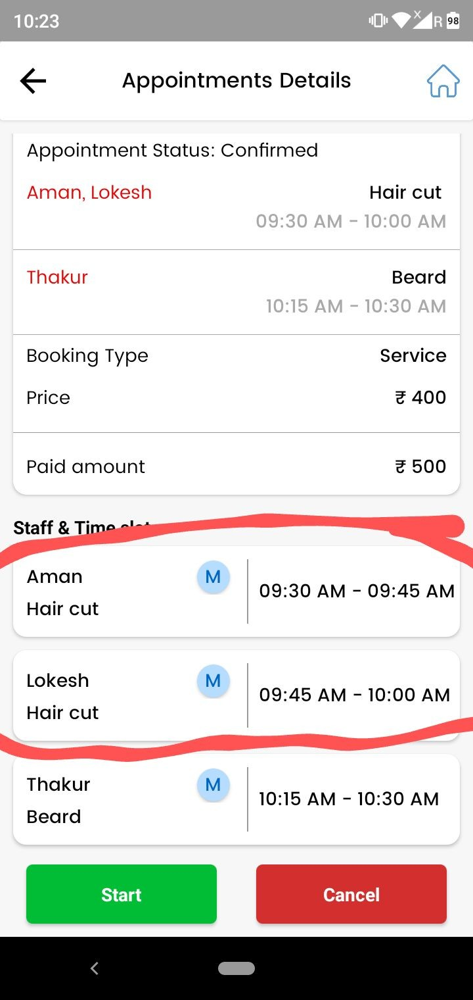 10:23
X R 98
Appointments Details
Appointment Status: Confirmed
Aman, Lokesh Hair cut
09:30 AM - 10:00 AM
Thakur Beard
10:15 AM - 10:30 AM
Booking Type Service
Price ₹ 400
Paid amount ₹ 500
Staff & Time slot
Aman M 09:30 AM - 09:45 AM
Hair cut
Lokesh M 09:45 AM - 10:00 AM
Hair cut
Thakur M 10:15 AM - 10:30 AM
Beard
Start Cancel